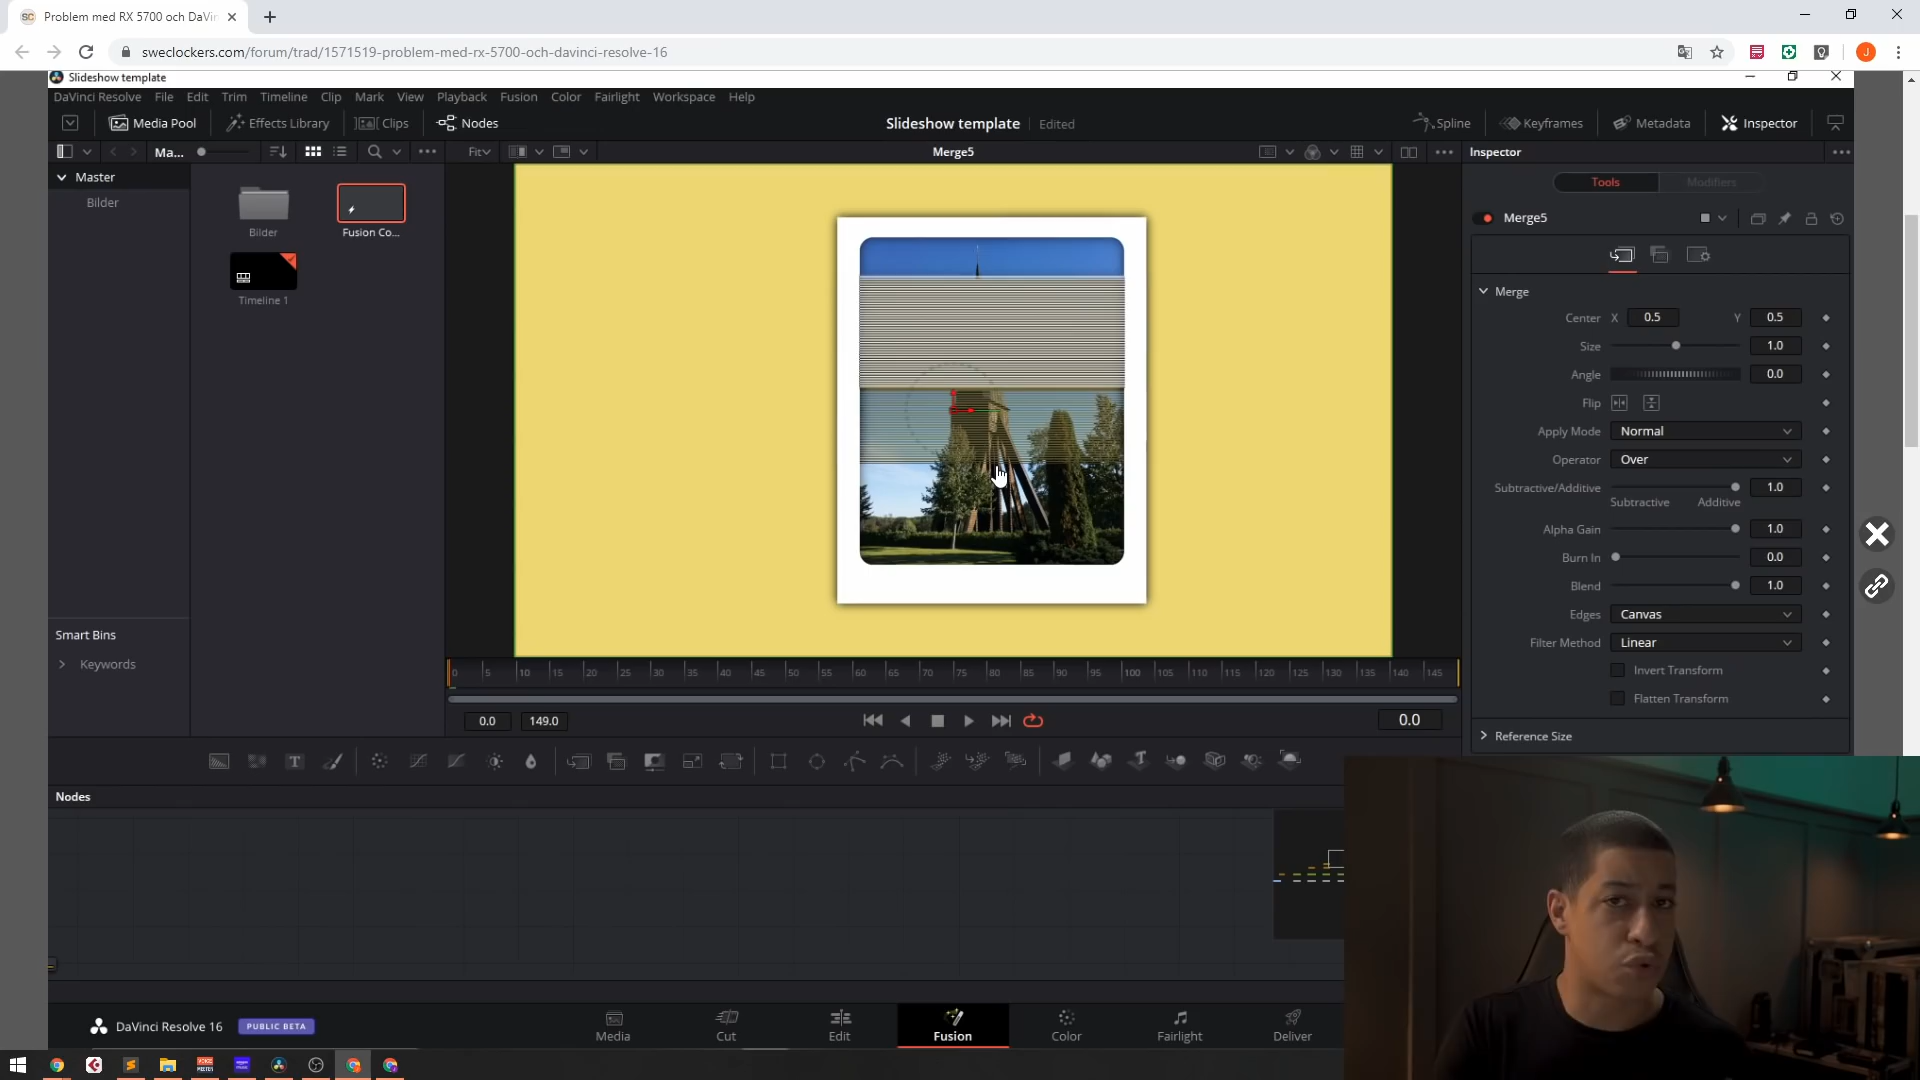 Problem med RX 5700 och DaVin
sweclockers.com/forum/trad/1571519-problem-med-rx-5700-och-davinci-resolve-16
J
Slideshow template
DaVinci Resolve File Edit Trim Timeline Clip Mark View Playback Fusion Color Fairlight Workspace Help
Media Pool Effects Library Clips Nodes Slideshow template Edited Spline Keyframes Metadata Inspector
Ma... Fit Merge5 Inspector
Master
Bilder
Bilder
Fusion Co...
Timeline 1
Smart Bins
Keywords
Tools Modifiers
Merge5
Merge
Center X 0.5 Y 0.5
Size 1.0
Angle 0.0
Flip
Apply Mode Normal
Operator Over
Subtractive/Additive 1.0
Subtractive Additive
Alpha Gain 1.0
Burn In 0.0
Blend 1.0
Edges Canvas
Filter Method Linear
Invert Transform
Flatten Transform
Reference Size
0 5 10 15 20 25 30 35 40 45 50 55 60 65 70 75 80 85 90 95 100 105 110 115 120 125 130 135 140 145
0.0 149.0 0.0
T
Nodes
DaVinci Resolve 16 PUBLIC BETA
Media Cut Edit Fusion Color Fairlight Deliver